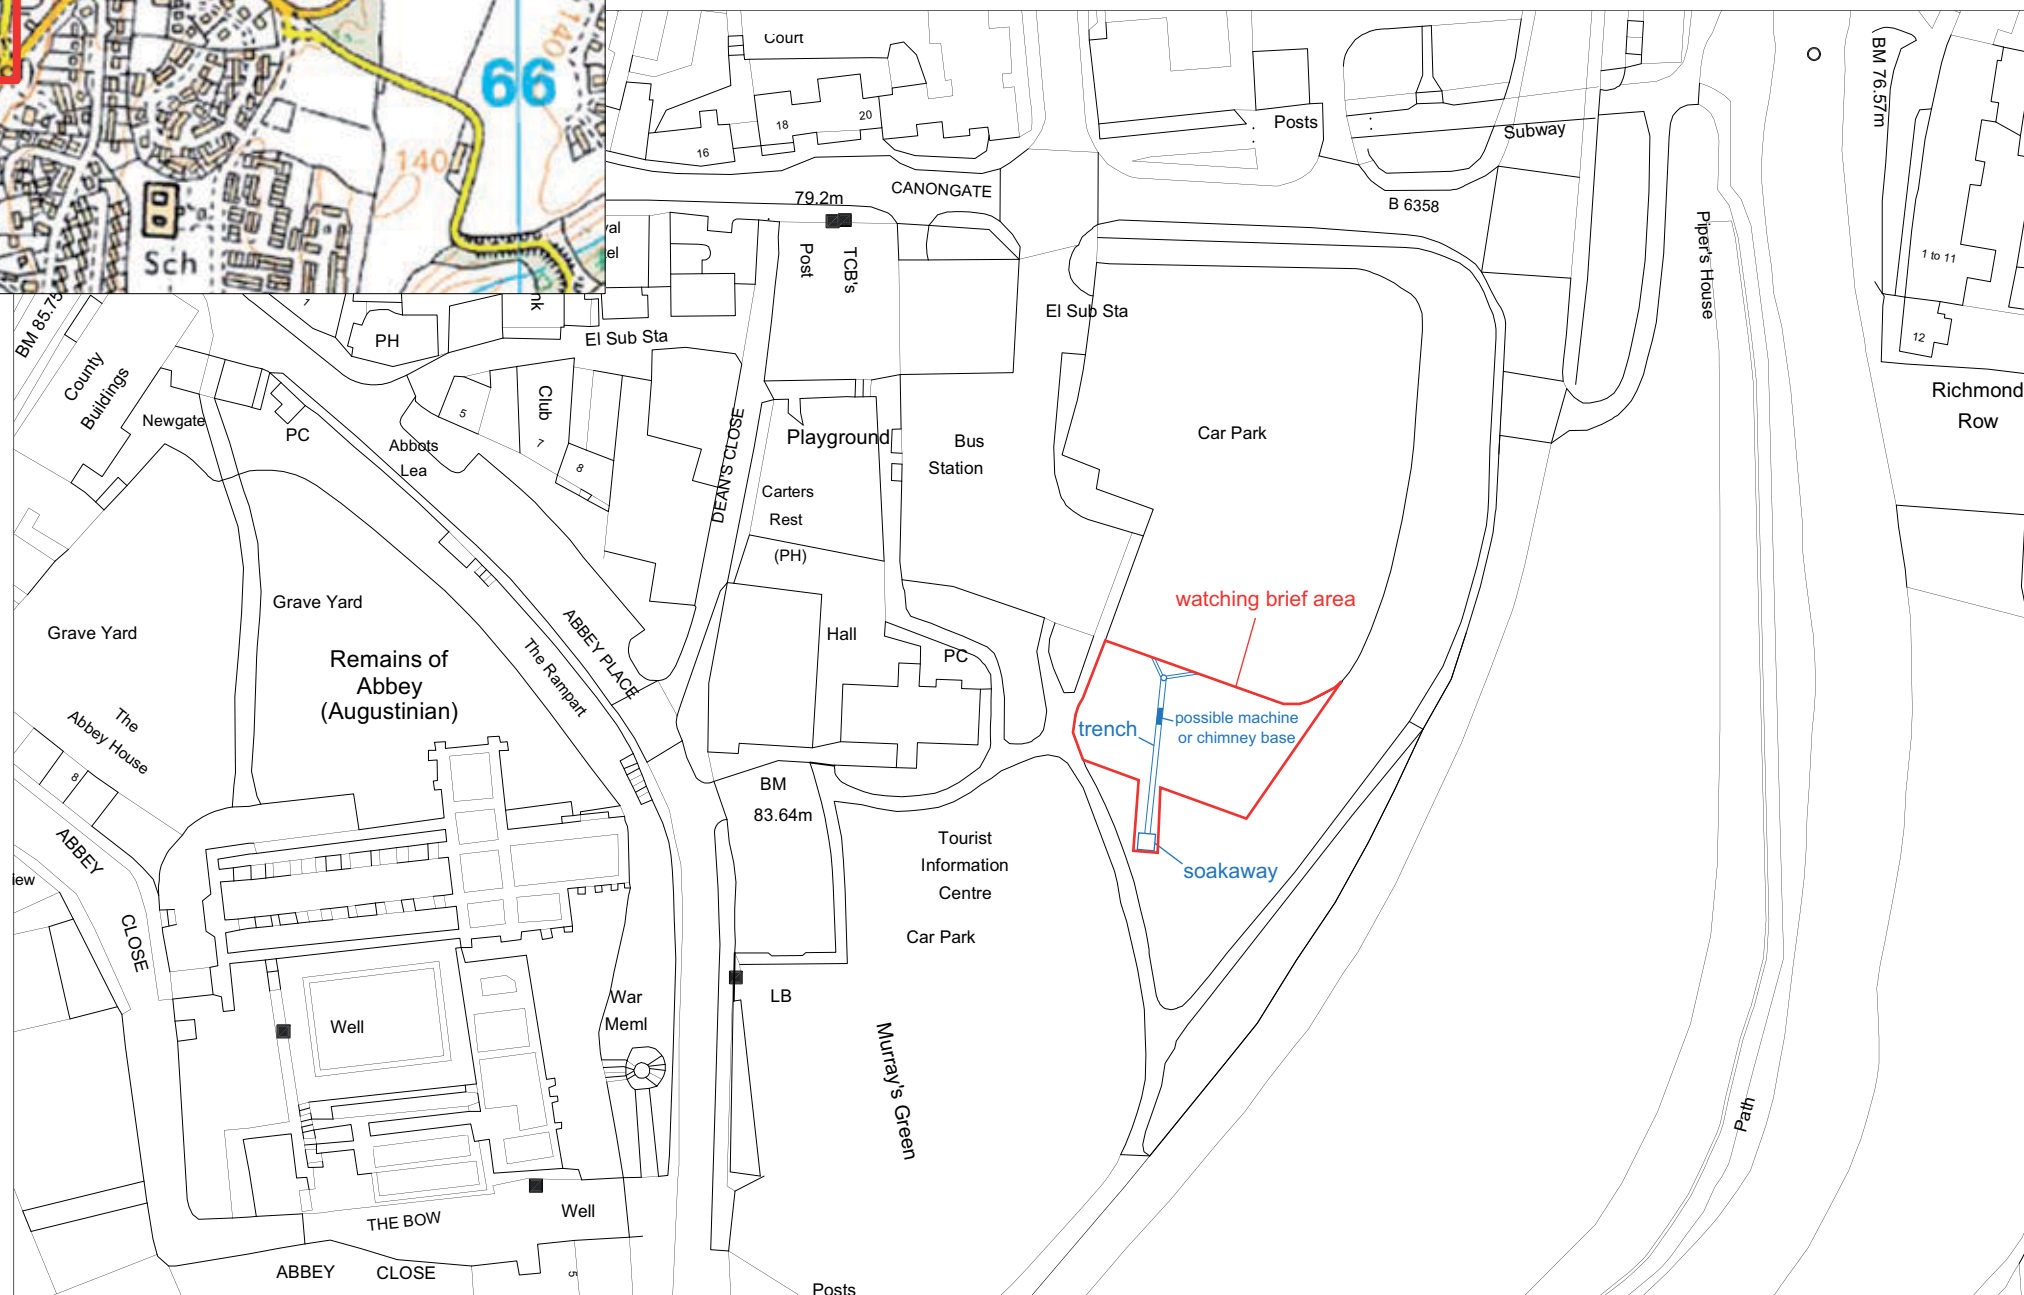 66
140
140
Sch
Court
18
20
16
CANONGATE
79.2m
Post
TCB's
Posts
Subway
B 6358
BM 76.57m
Piper's House
1 to 11
12
Richmond
Row
El Sub Sta
El Sub Sta
1
PH
County
Buildings
Newgate
PC
Abbots
Lea
5
Club
7
8
DEAN'S CLOSE
Playground
Carters
Rest
(PH)
Bus
Station
Car Park
Grave Yard
Grave Yard
Remains of
Abbey
(Augustinian)
The
Abbey House
8
ABBEY PLACE
The Rampart
Hall
PC
watching brief area
trench
possible machine
or chimney base
soakaway
BM
83.64m
Tourist
Information
Centre
Car Park
ABBEY
CLOSE
Well
War
Meml
LB
Murray's Green
Path
THE BOW
Well
ABBEY CLOSE
5
Posts